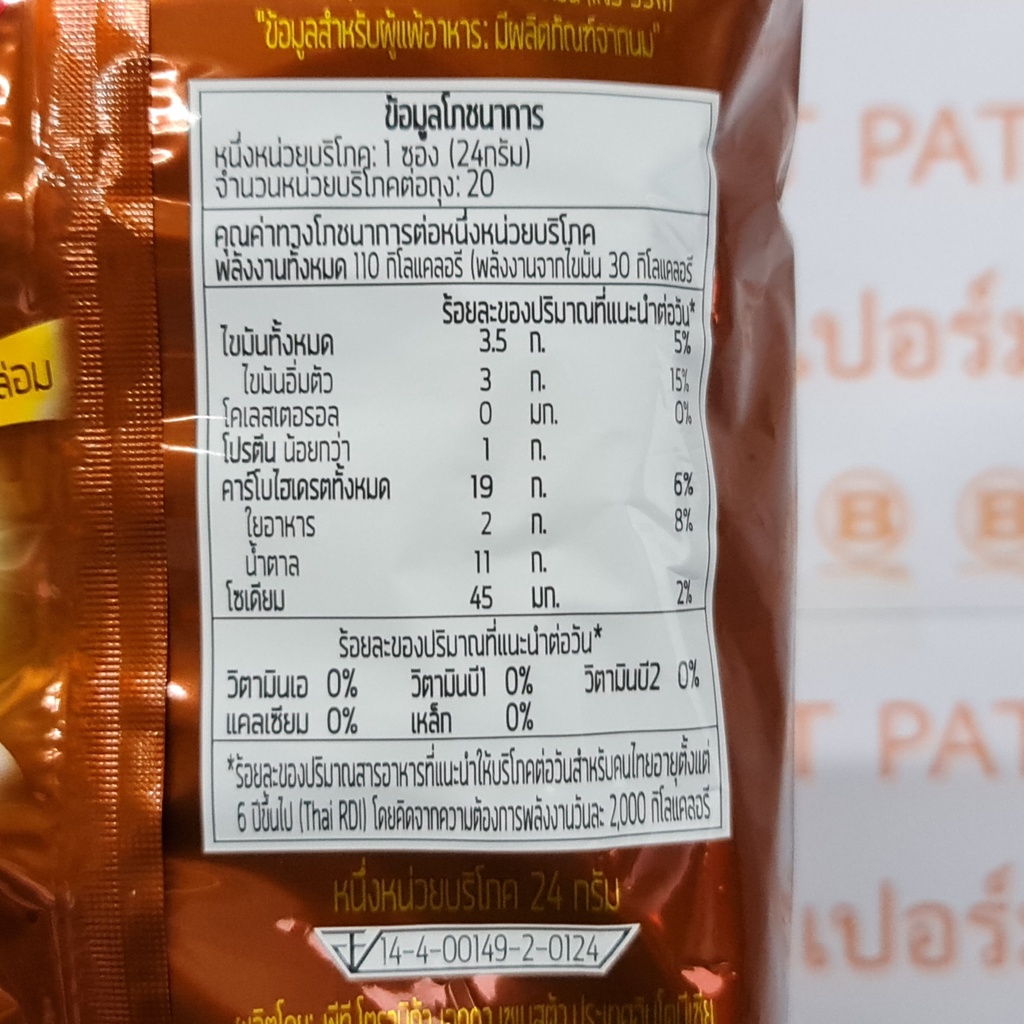 "ข้อมูลสำหรับผู้แพ้อาหาร: มีผลิตภัณฑ์จากนม"
ข้อมูลโภชนาการ
หนึ่งหน่วยบริโภค: 1 ซอง (24กรัม)
จำนวนหน่วยบริโภคต่อถุง: 20
คุณค่าทางโภชนาการต่อหนึ่งหน่วยบริโภค
พลังงานทั้งหมด 110 กิโลแคลอรี (พลังงานจากไขมัน 30 กิโลแคลอรี
ร้อยละของปริมาณที่แนะนำต่อวัน*
ไขมันทั้งหมด 3.5 ก. 5%
ไขมันอิ่มตัว 3 ก. 15%
โคเลสเตอรอล 0 มก. 0%
โปรตีน น้อยกว่า 1 ก.
คาร์โบไฮเดรตทั้งหมด 19 ก. 6%
ใยอาหาร 2 ก. 8%
น้ำตาล 11 ก.
โซเดียม 45 มก. 2%
ร้อยละของปริมาณที่แนะนำต่อวัน*
วิตามินเอ 0% วิตามินบี1 0% วิตามินบี2 0%
แคลเซียม 0% เหล็ก 0%
*ร้อยละของปริมาณสารอาหารที่แนะนำให้บริโภคต่อวันสำหรับคนไทยอายุตั้งแต่
6 ปีขึ้นไป (Thai RDI) โดยคิดจากความต้องการพลังงานวันละ 2,000 กิโลแคลอรี
หนึ่งหน่วยบริโภค 24 กรัม
14-4-00149-2-0124
PAT
B B
T PAT